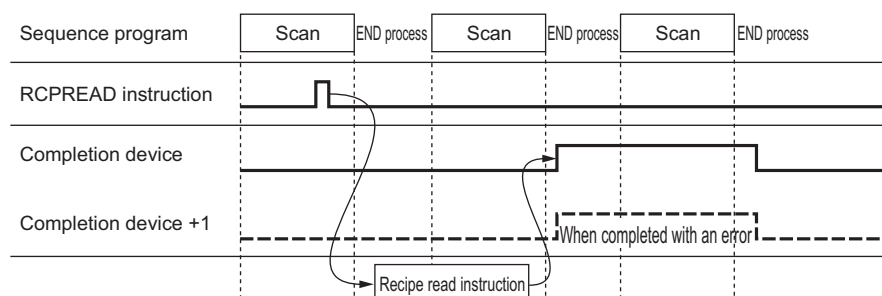 Sequence program Scan END process Scan END process Scan END process
RCPREAD instruction
Completion device
Completion device +1 When completed with an error
Recipe read instruction